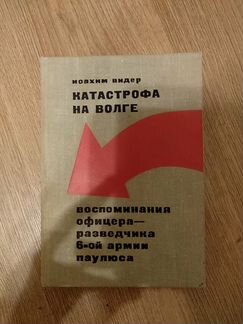 иоахим видер
КАТАСТРОФА
НА ВОЛГЕ
воспоминания
офицера—
разведчика
6-ой армии
паулюса